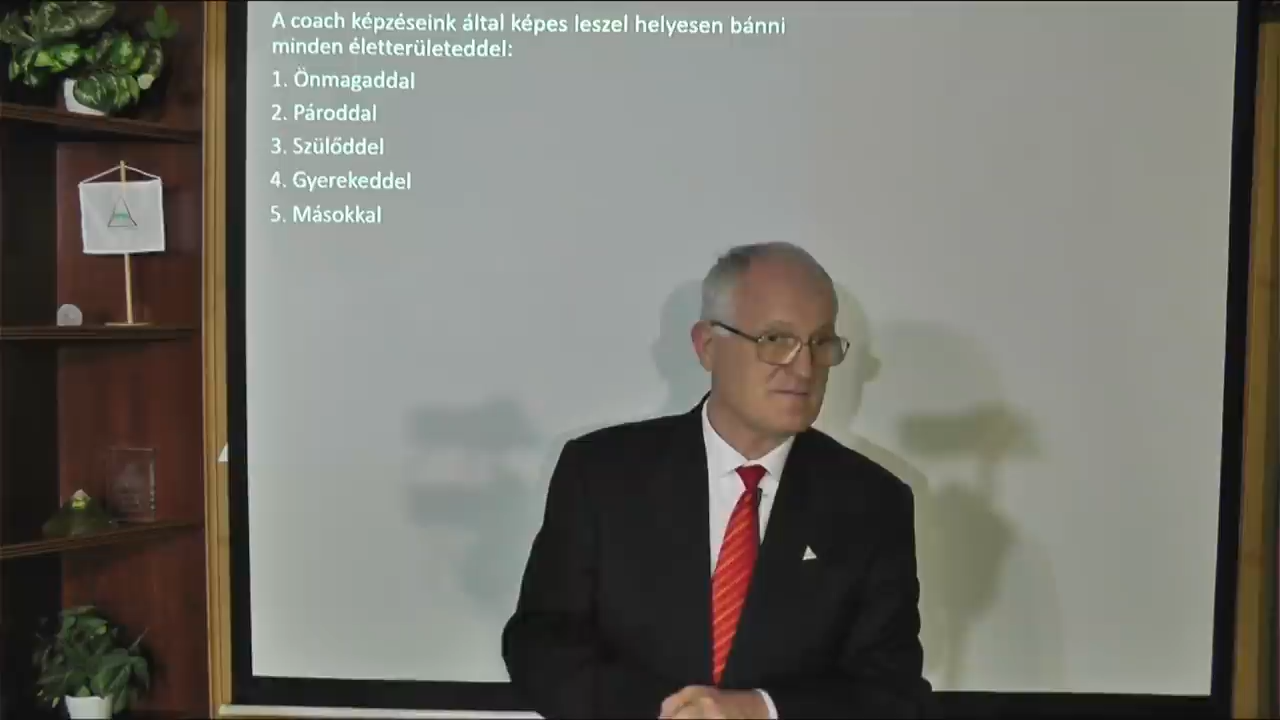 A coach képzéseink által képes leszel helyesen bánni
minden életterületeddel:
1. Önmagaddal
2. Pároddal
3. Szülőddel
4. Gyerekeddel
5. Másokkal